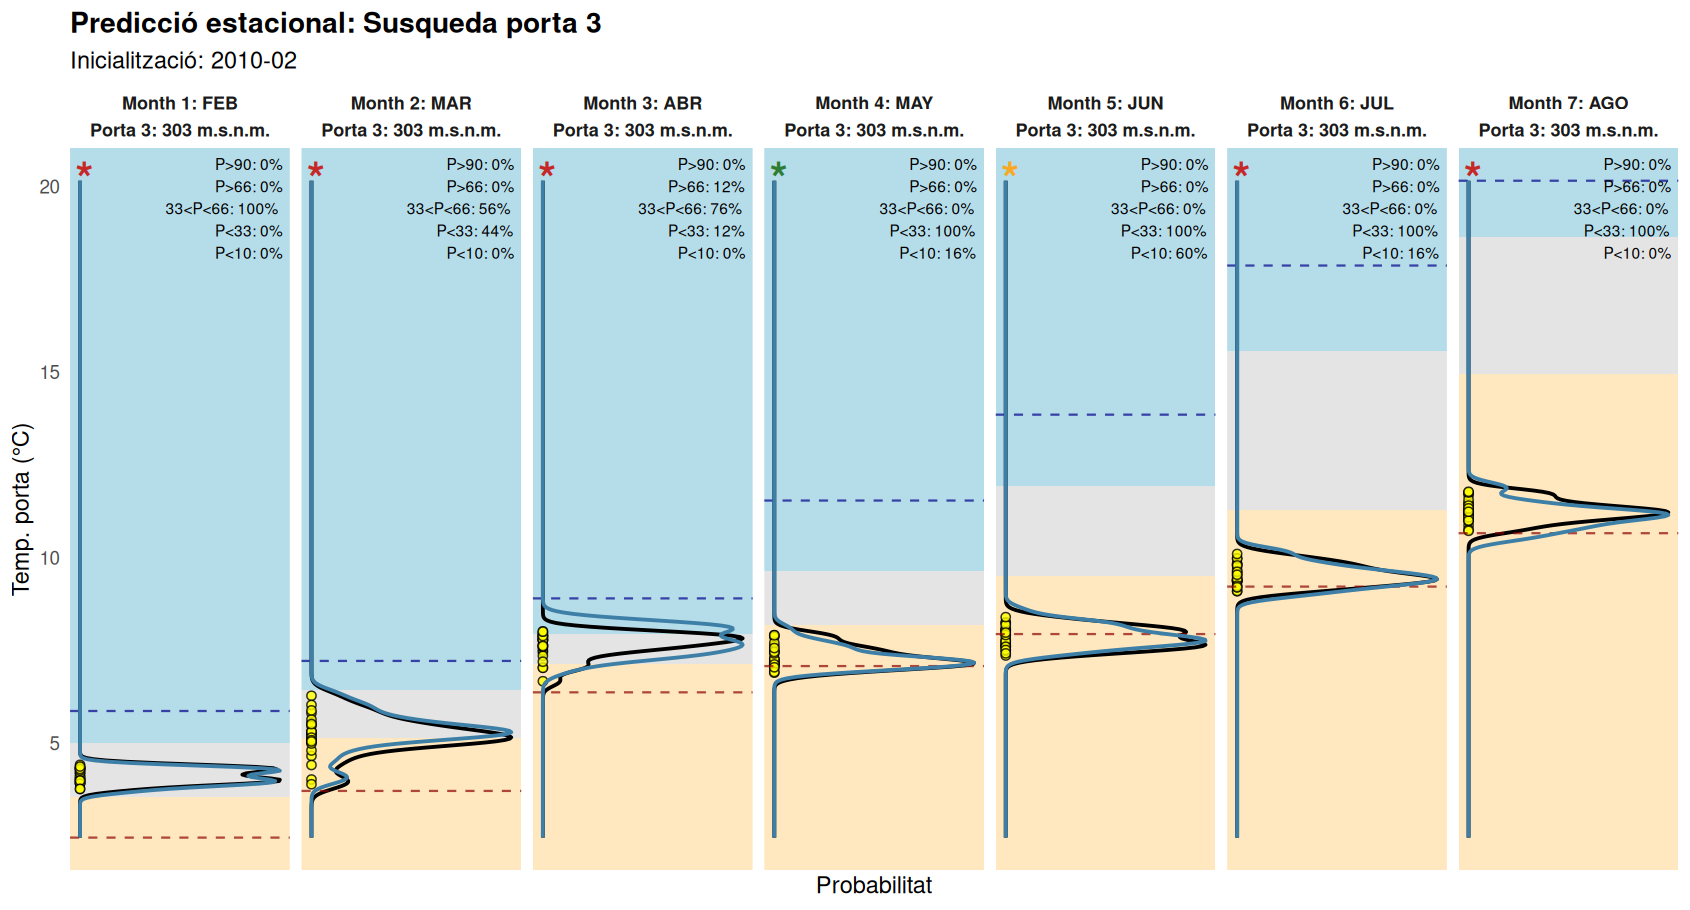 Predicció estacional: Susqueda porta 3
Inicialització: 2010-02
Month 1: FEB
Porta 3: 303 m.s.n.m.
Month 2: MAR
Porta 3: 303 m.s.n.m.
Month 3: ABR
Porta 3: 303 m.s.n.m.
Month 4: MAY
Porta 3: 303 m.s.n.m.
Month 5: JUN
Porta 3: 303 m.s.n.m.
Month 6: JUL
Porta 3: 303 m.s.n.m.
Month 7: AGO
Porta 3: 303 m.s.n.m.
*
P>90: 0%
P>66: 0%
33<P<66: 100%
P<33: 0%
P<10: 0%
*
P>90: 0%
P>66: 0%
33<P<66: 56%
P<33: 44%
P<10: 0%
*
P>90: 0%
P>66: 12%
33<P<66: 76%
P<33: 12%
P<10: 0%
*
P>90: 0%
P>66: 0%
33<P<66: 0%
P<33: 100%
P<10: 16%
*
P>90: 0%
P>66: 0%
33<P<66: 0%
P<33: 100%
P<10: 60%
*
P>90: 0%
P>66: 0%
33<P<66: 0%
P<33: 100%
P<10: 16%
*
P>90: 0%
P>66: 0%
33<P<66: 0%
P<33: 100%
P<10: 0%
20
15
10
5
Temp. porta (°C)
Probabilitat